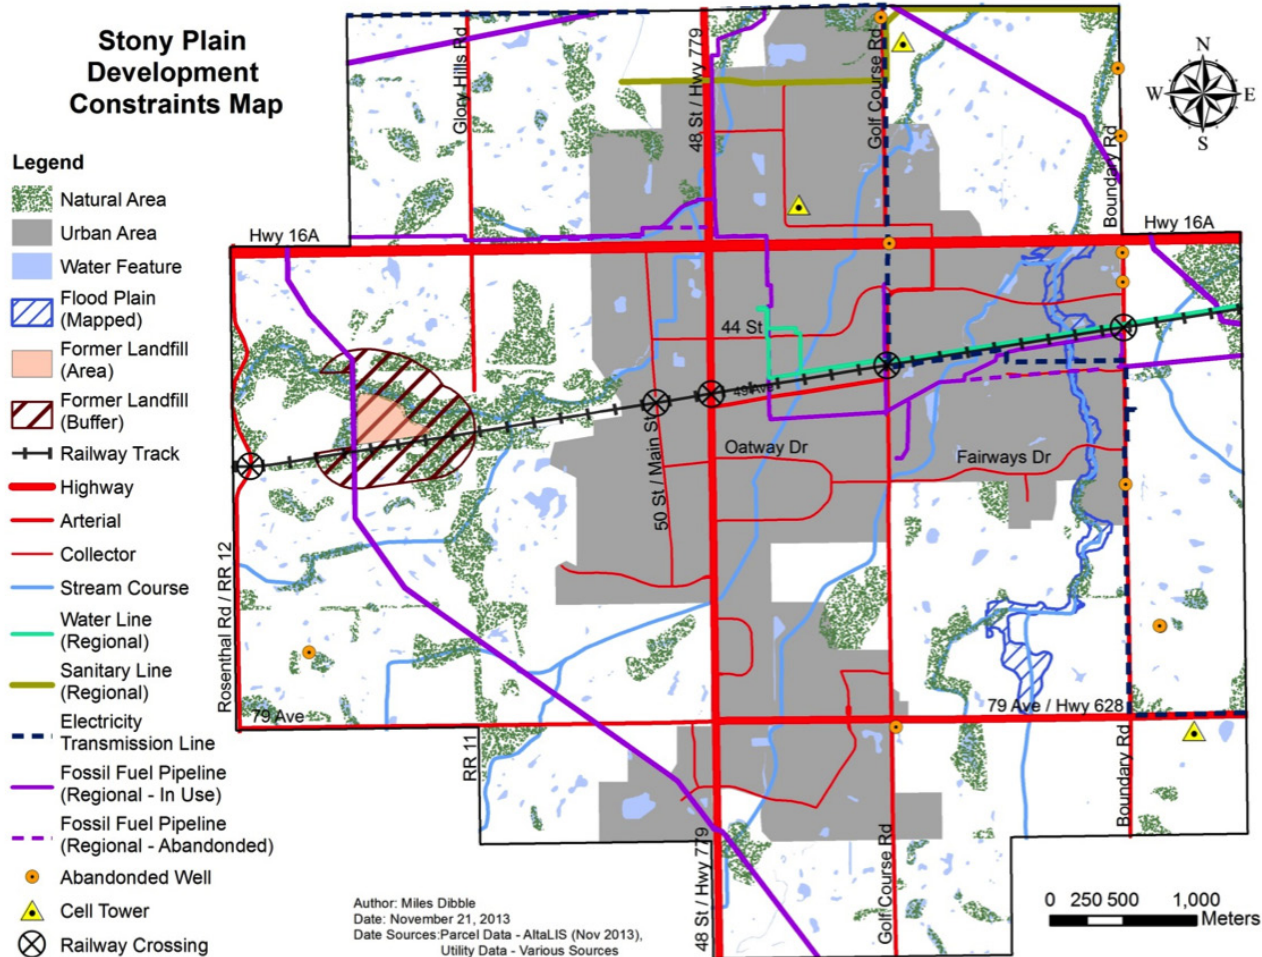 Stony Plain
Development
Constraints Map
Legend
Natural Area
Urban Area
Water Feature
Flood Plain
(Mapped)
Former Landfill
(Area)
Former Landfill
(Buffer)
Railway Track
Highway
Arterial
Collector
Stream Course
Water Line
(Regional)
Sanitary Line
(Regional)
Electricity
Transmission Line
Fossil Fuel Pipeline
(Regional - In Use)
Fossil Fuel Pipeline
(Regional - Abandonded)
Abandonded Well
Cell Tower
Railway Crossing
Glory Hills Rd
48 St / Hwy 779
Golf Course Rd
Boundary Rd
N
W
E
S
Hwy 16A
Hwy 16A
44 St
49 Ave
50 St / Main St
Oatway Dr
Fairways Dr
Rosenthal Rd / RR 12
79 Ave
79 Ave / Hwy 628
RR 11
48 St / Hwy 779
Golf Course Rd
Boundary Rd
Author: Miles Dibble
Date: November 21, 2013
Date Sources:Parcel Data - AltaLIS (Nov 2013),
Utility Data - Various Sources
0 250 500 1,000
Meters